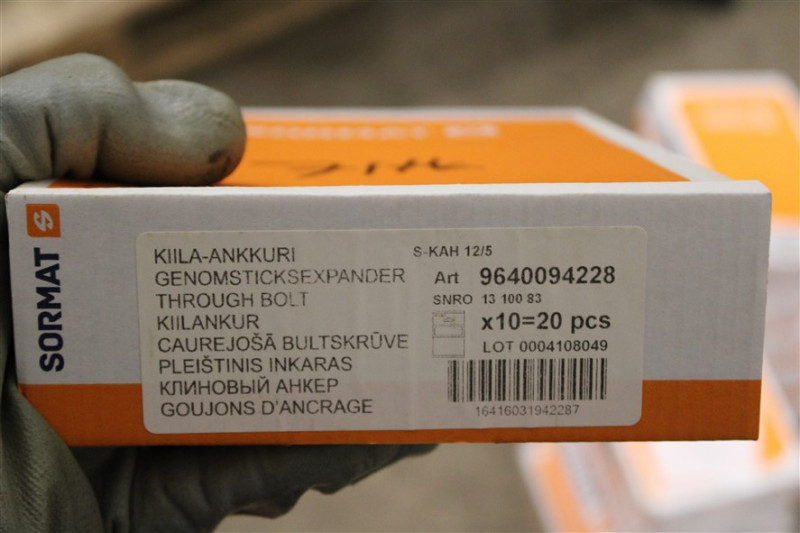 SORMAT
KIILA-ANKKURI
GENOMSTICKSEXPANDER
THROUGH BOLT
KIILANKUR
CAUREJOŠĀ BULTSKRŪVE
PLEIŠTINIS INKARAS
КЛИНОВЫЙ АНКЕР
GOUJONS D'ANCRAGE
S-KAH 12/5
Art 9640094228
SNRO 13 100 83
x10=20 pcs
LOT 0004108049
16416031942287